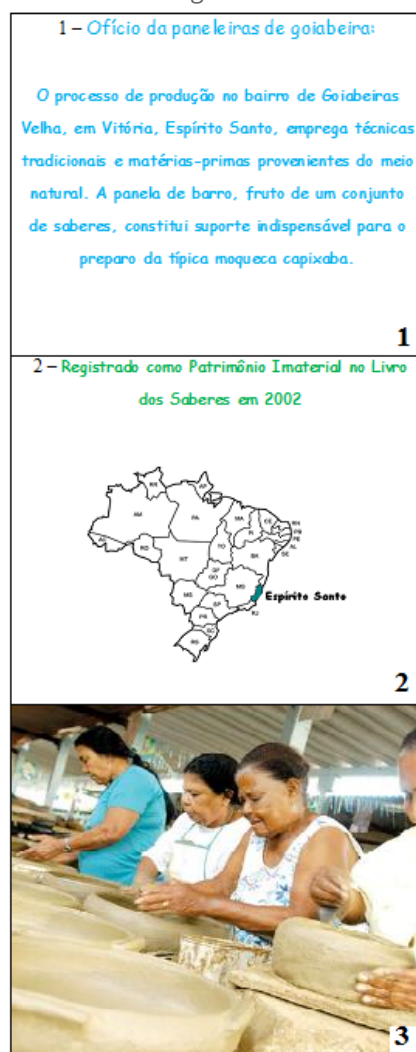 1 – Ofício da paneleiras de goiabeira:
O processo de produção no bairro de Goiabeiras
Velha, em Vitória, Espírito Santo, emprega técnicas
tradicionais e matérias-primas provenientes do meio
natural. A panela de barro, fruto de um conjunto
de saberes, constitui suporte indispensável para o
preparo da típica moqueca capixaba.
1
2 – Registrado como Patrimônio Imaterial no Livro
dos Saberes em 2002
AP
AM
PA
MA
CE
RN
PB
PE
AL
SE
AC
RO
TO
MT
BA
DF
GO
MG
MS
Espírito Santo
SP
RJ
PR
SC
RS
2
3